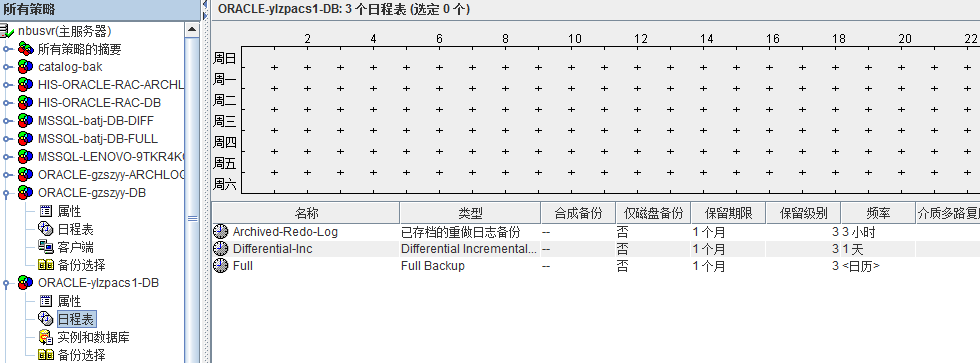 所有策略
nbusvr(主服务器)
所有策略的摘要
catalog-bak
HIS-ORACLE-RAC-ARCHL
HIS-ORACLE-RAC-DB
MSSQL-batj-DB-DIFF
MSSQL-batj-DB-FULL
MSSQL-LENOVO-9TKR4K
ORACLE-gzszyy-ARCHLOG
ORACLE-gzszyy-DB
属性
日程表
客户端
备份选择
ORACLE-ylzpacs1-DB
属性
日程表
实例和数据库
备份选择
ORACLE-ylzpacs1-DB: 3 个日程表 (选定 0 个)
2 4 6 8 10 12 14 16 18 20 22
周日
周一
周二
周三
周四
周五
周六
名称 类型 合成备份 仅磁盘备份 保留期限 保留级别 频率 介质多路复
Archived-Redo-Log 已存档的重做日志备份 -- 否 1 个月 3 3 小时
Differential-Inc Differential Incremental... -- 否 1 个月 3 1 天
Full Full Backup -- 否 1 个月 3 <日历>